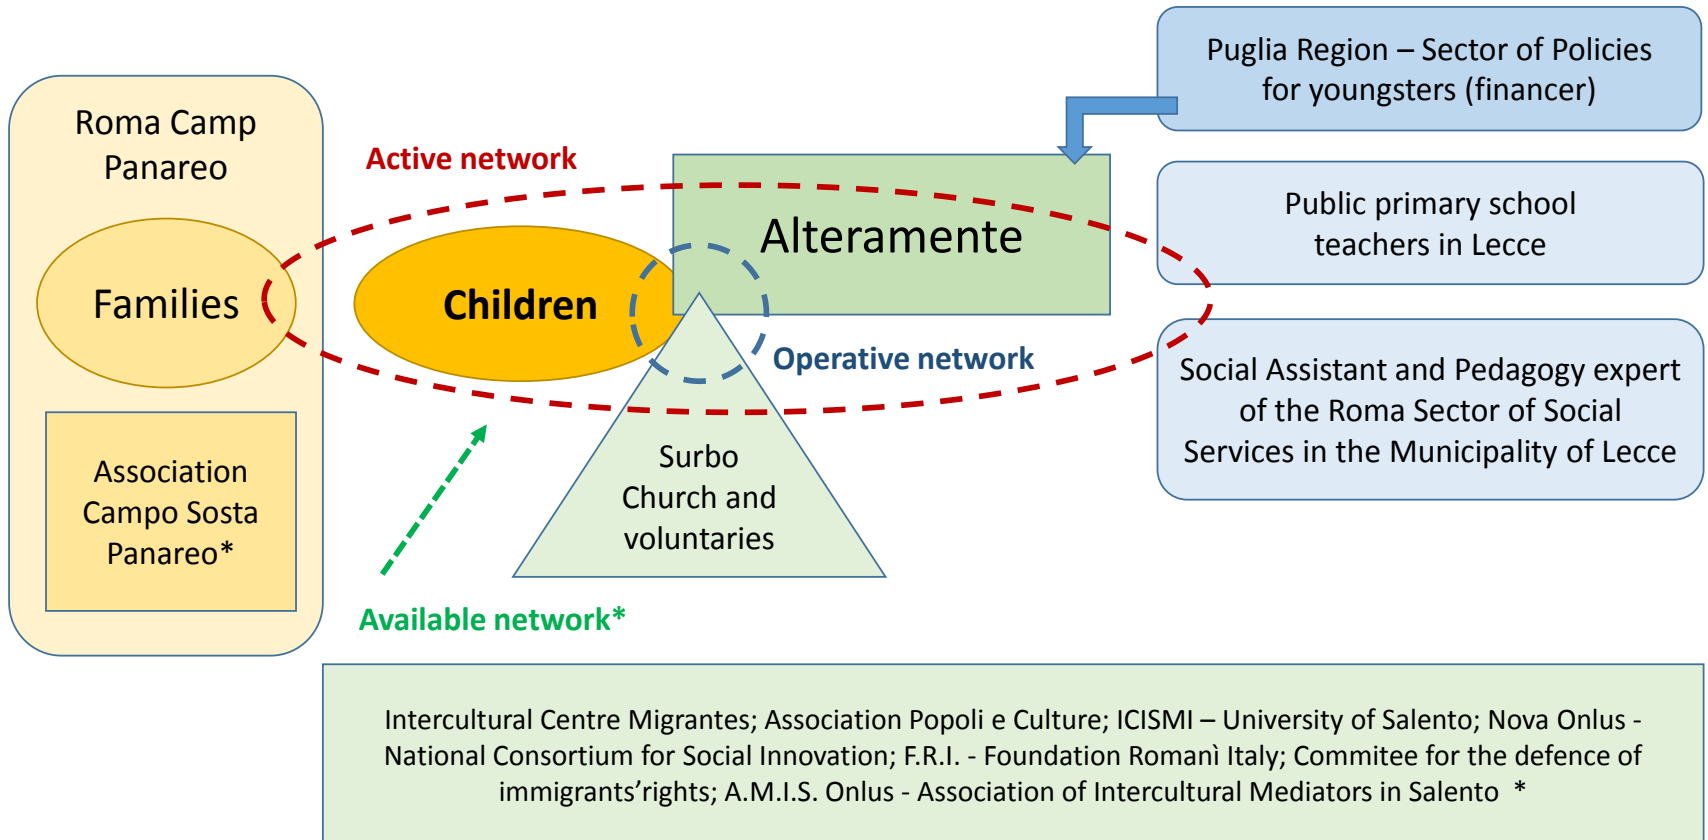 Roma Camp
Panareo
Families
Association
Campo Sosta
Panareo*
Active network
Children
Alteramente
Operative network
Surbo
Church and
voluntaries
Available network*
Puglia Region – Sector of Policies
for youngsters (financer)
Public primary school
teachers in Lecce
Social Assistant and Pedagogy expert
of the Roma Sector of Social
Services in the Municipality of Lecce
Intercultural Centre Migrantes; Association Popoli e Culture; ICISMI – University of Salento; Nova Onlus -
National Consortium for Social Innovation; F.R.I. - Foundation Romanì Italy; Commitee for the defence of
immigrants'rights; A.M.I.S. Onlus - Association of Intercultural Mediators in Salento *